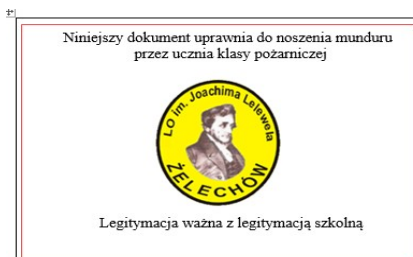 Niniejszy dokument uprawnia do noszenia munduru
przez ucznia klasy pożarniczej
LO im. Joachima Lelewela
ŻELECHÓW
Legitymacja ważna z legitymacją szkolną